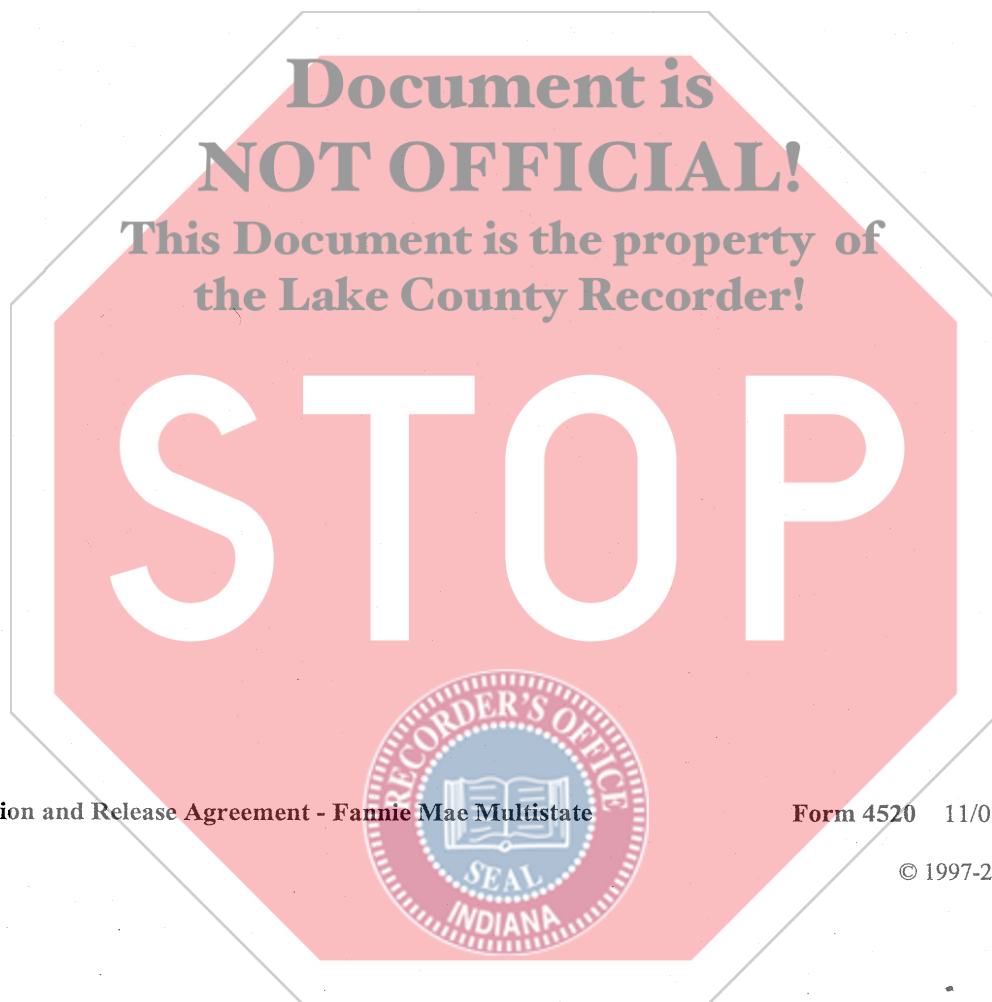 Document is
NOT OFFICIAL!
This Document is the property of
the Lake County Recorder!
STOP
RECORDER'S OFFICE
SEAL
INDIANA
ion and Release Agreement - Fannie Mae Multistate Form 4520 11/0
© 1997-2